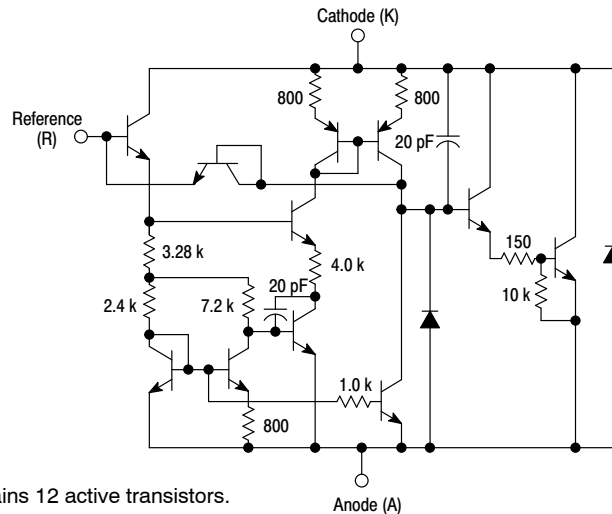 Cathode (K)
800
800
Reference
(R)
20 pF
3.28 k
4.0 k
150
2.4 k
7.2 k
20 pF
10 k
1.0 k
800
Anode (A)
ains 12 active transistors.